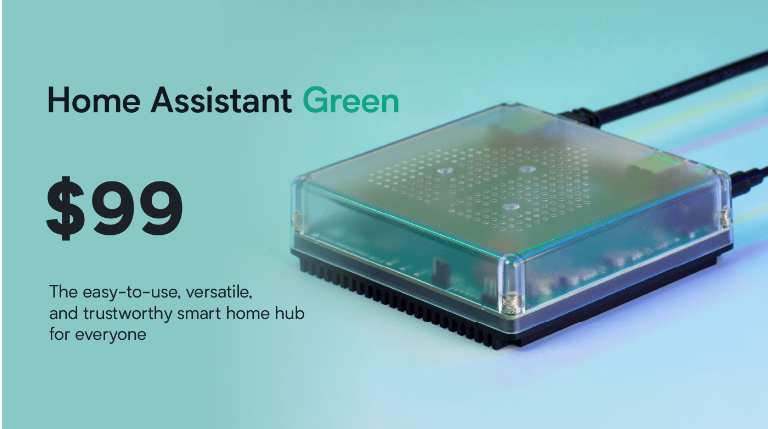 Home Assistant Green
$99
The easy-to-use, versatile,
and trustworthy smart home hub
for everyone